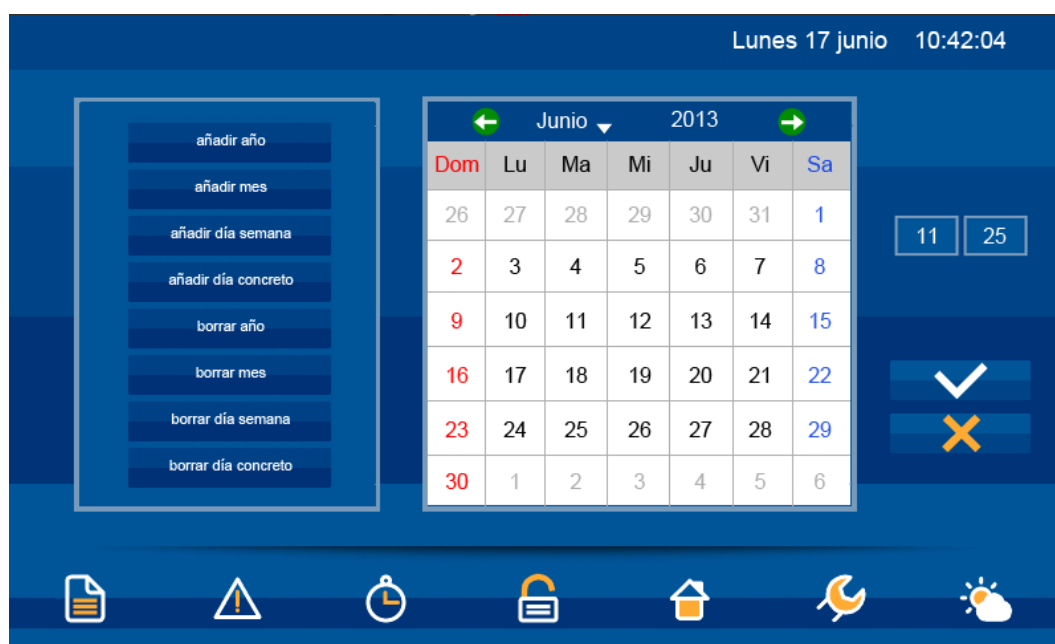 Lunes 17 junio 10:42:04
añadir año
añadir mes
añadir día semana
añadir día concreto
borrar año
borrar mes
borrar día semana
borrar día concreto
Junio 2013
Dom Lu Ma Mi Ju Vi Sa
26 27 28 29 30 31 1
2 3 4 5 6 7 8
9 10 11 12 13 14 15
16 17 18 19 20 21 22
23 24 25 26 27 28 29
30 1 2 3 4 5 6
11 25